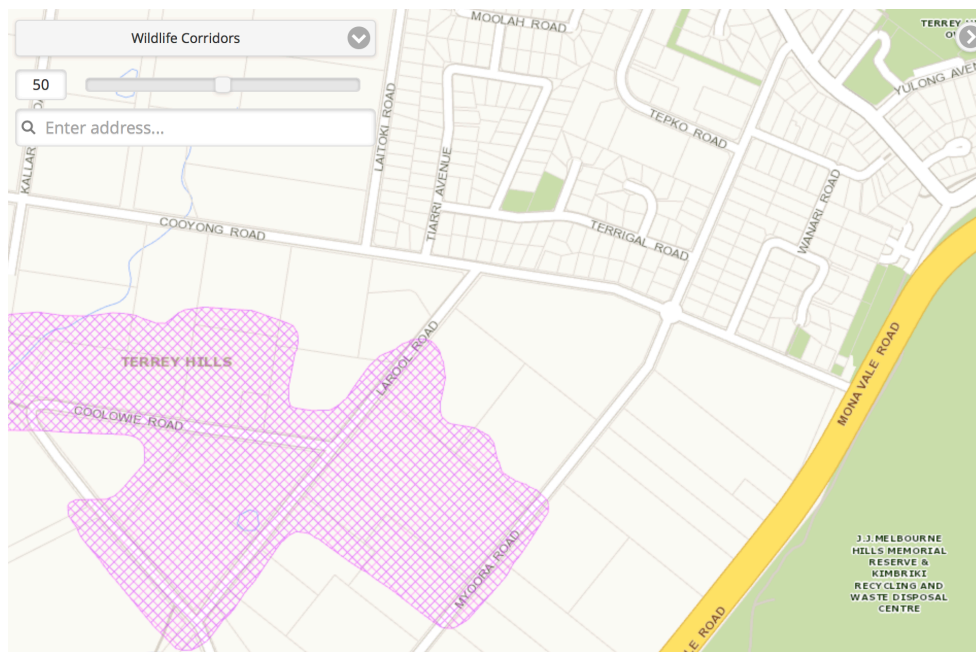 Wildlife Corridors
50
Enter address...
MOOLAH ROAD
TERREY
YULONG AVEN
KALLAR
LAITOKI ROAD
TEPKO ROAD
TIARRI AVENUE
COOYONG ROAD
TERRIGAL ROAD
WANARI ROAD
TERREY HILLS
LAROOL ROAD
COOLOWIE ROAD
MONA VALE ROAD
MYOORA ROAD
J.J.MELBOURNE
HILLS MEMORIAL
RESERVE &
KIMBRIKI
RECYCLING AND
WASTE DISPOSAL
CENTRE
LE ROAD